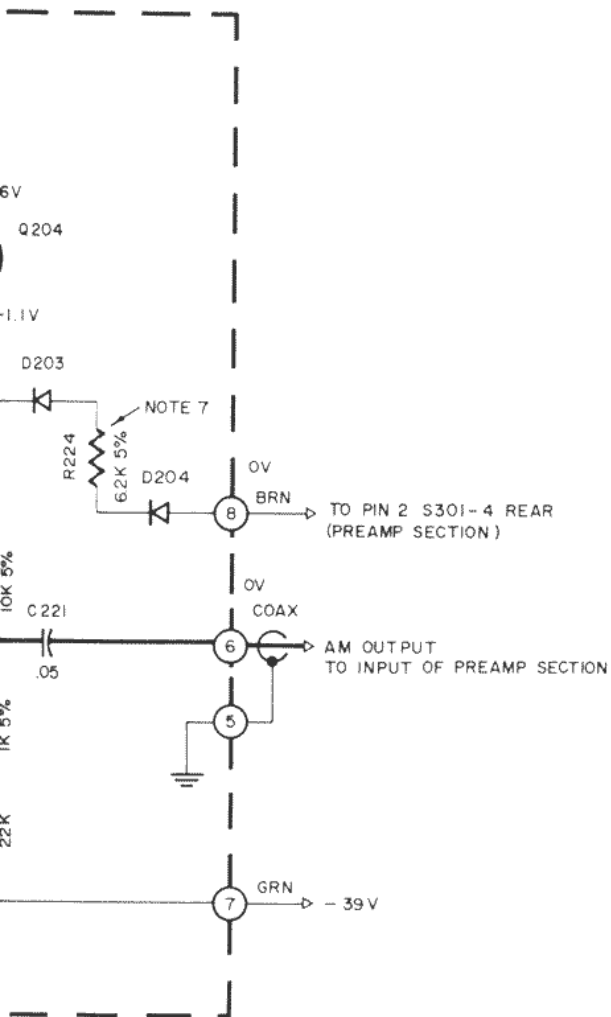 6V
Q204
-1.1V
D203
NOTE 7
R224
6.2K 5%
D204
0V
BRN
8
TO PIN 2 S301-4 REAR
(PREAMP SECTION)
10K 5%
0V
C221
COAX
6
AM OUTPUT
TO INPUT OF PREAMP SECTION
.05
1K 5%
5
22K
GRN
7
- 39V